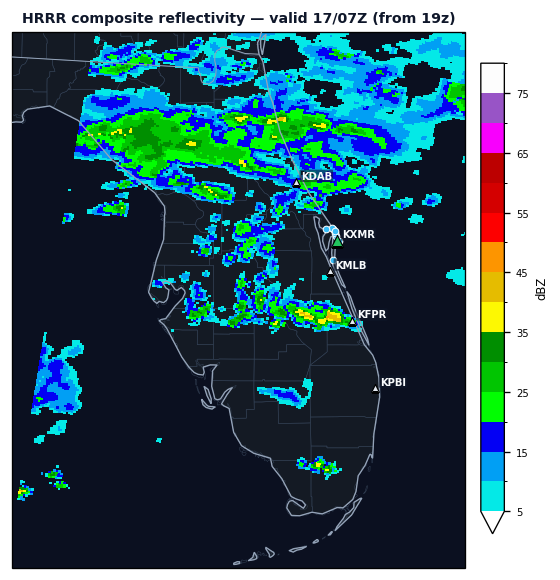 HRRR composite reflectivity — valid 17/07Z (from 19z)
KDAB
KXMR
KMLB
KFPR
KPBI
75
65
55
45
35
25
15
5
dBZ